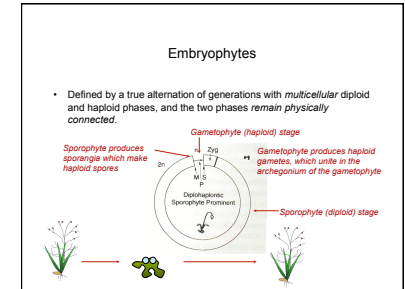 Embryophytes
• Defined by a true alternation of generations with multicellular diploid
and haploid phases, and the two phases remain physically
connected.
Gametophyte (haploid) stage
Sporophyte produces
sporangia which make
haploid spores
n Zyg
2n
M S
P
Diplohaplontic
Sporophyte Prominent
Gametophyte produces haploid
gametes, which unite in the
archegonium of the gametophyte
Sporophyte (diploid) stage